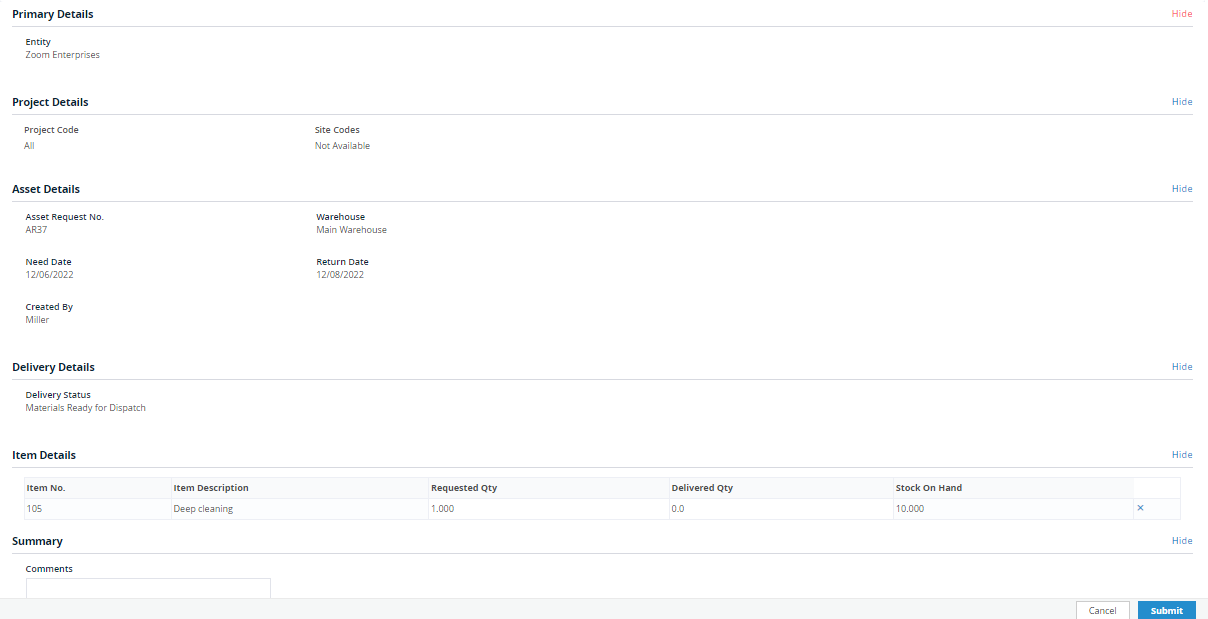 Primary Details Hide
Entity
Zoom Enterprises
Project Details Hide
Project Code Site Codes
All Not Available
Asset Details Hide
Asset Request No. Warehouse
AR37 Main Warehouse
Need Date Return Date
12/06/2022 12/08/2022
Created By
Miller
Delivery Details Hide
Delivery Status
Materials Ready for Dispatch
Item Details Hide
Item No. Item Description Requested Qty Delivered Qty Stock On Hand
105 Deep cleaning 1.000 0.0 10.000 ×
Summary Hide
Comments
Cancel Submit